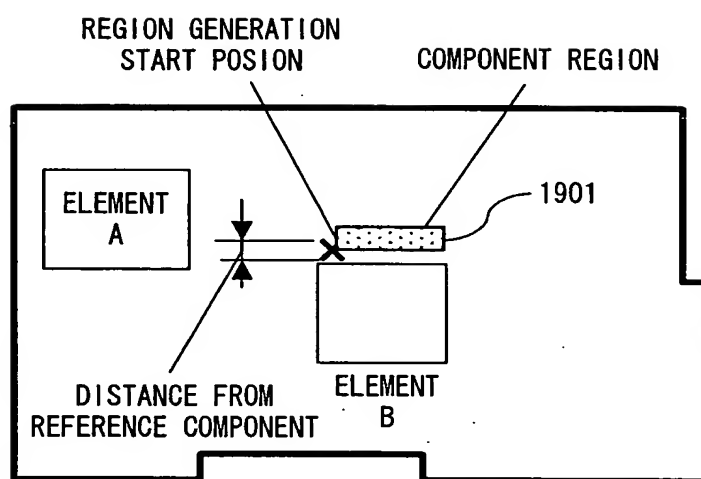 REGION GENERATION
START POSION
COMPONENT REGION
ELEMENT
A
1901
DISTANCE FROM
REFERENCE COMPONENT
ELEMENT
B